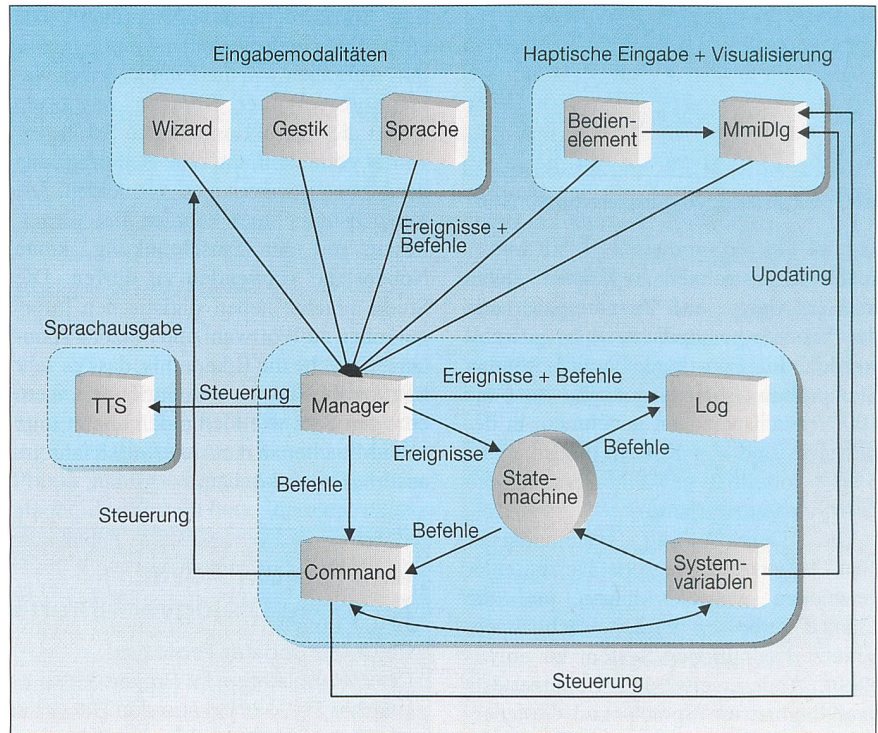 Eingabemodalitäten
Haptische Eingabe + Visualisierung
Wizard
Gestik
Sprache
Bedien-
element
MmiDlg
Ereignisse +
Befehle
Updating
Sprachausgabe
TTS
Steuerung
Manager
Ereignisse + Befehle
Log
Ereignisse
Befehle
State-
machine
Befehle
Steuerung
Befehle
Command
System-
variablen
Steuerung